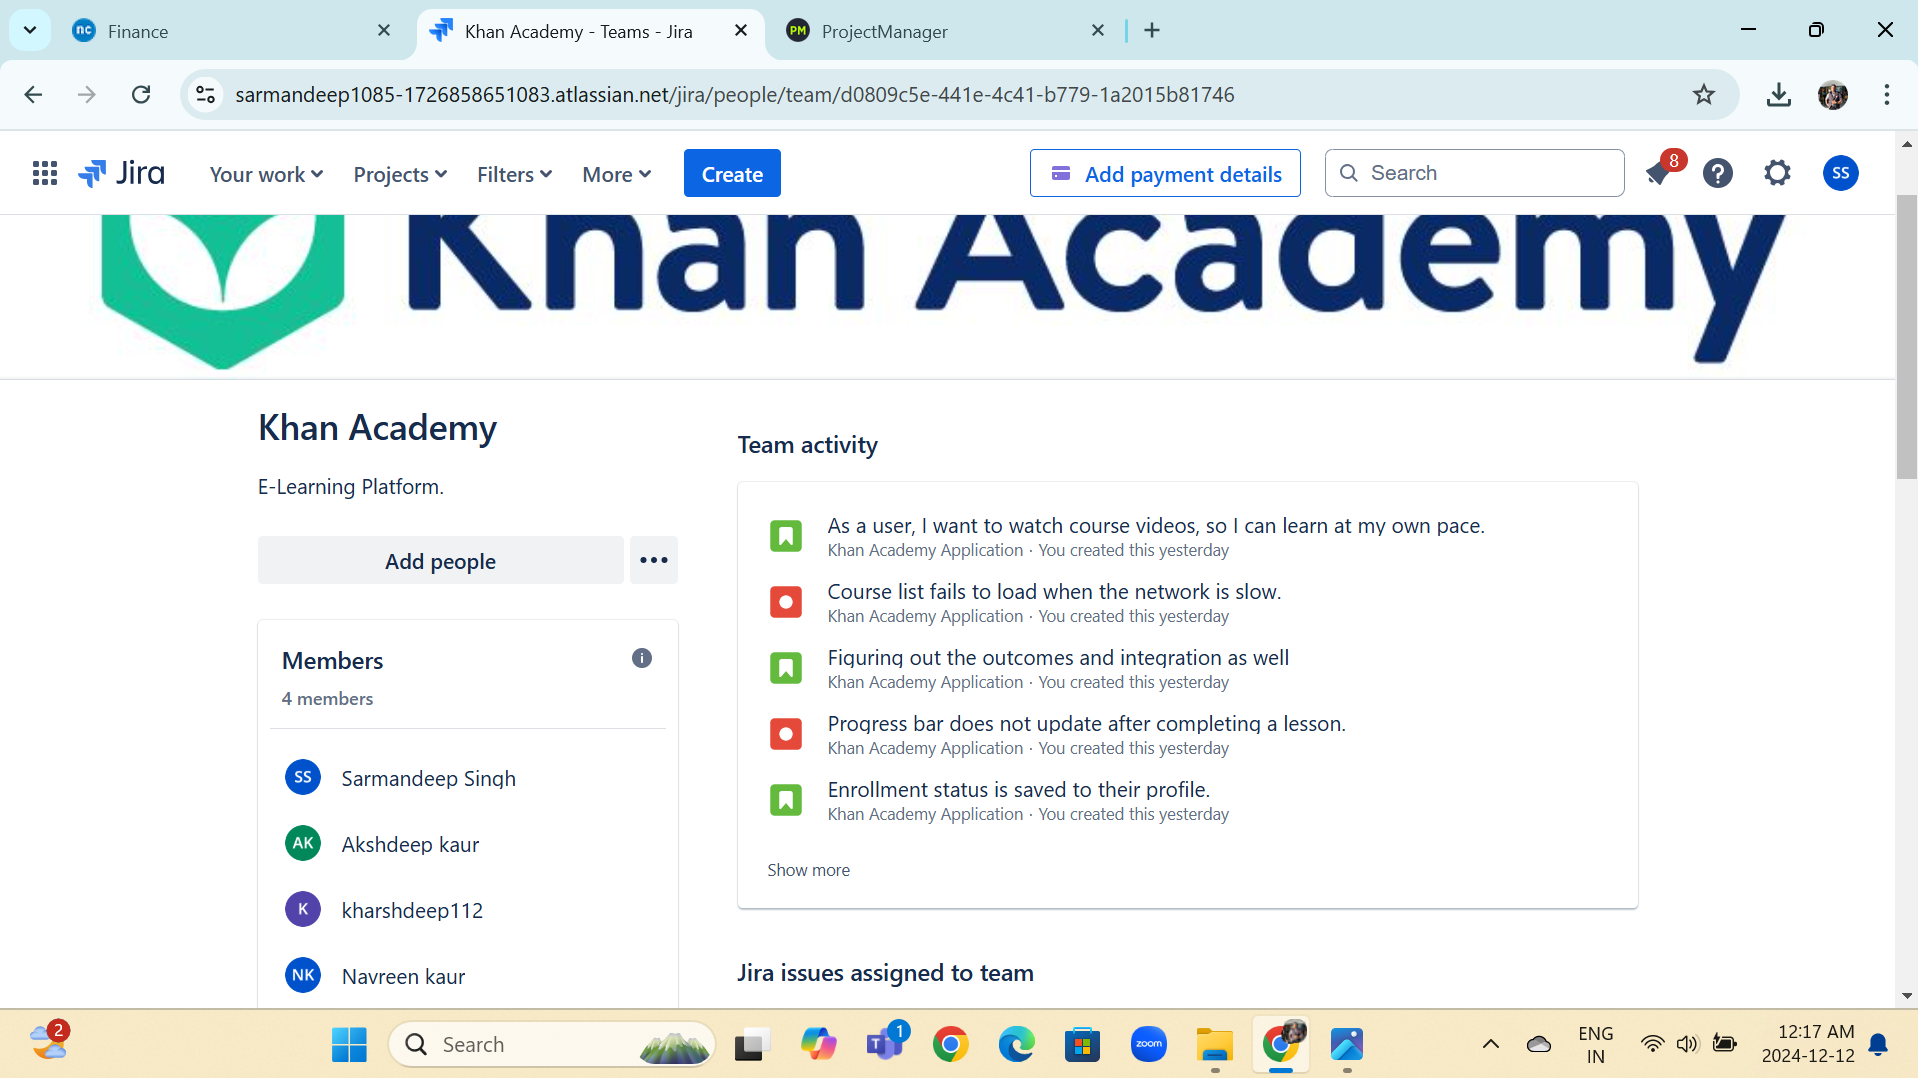 nc Finance
Khan Academy - Teams - Jira
PM ProjectManager
sarmandeep1085-1726858651083.atlassian.net/jira/people/team/d0809c5e-441e-4c41-b779-1a2015b81746
Jira Your work Projects Filters More Create Add payment details Search 8 SS
Khan Academy
Khan Academy
E-Learning Platform.
Add people
Members
4 members
SS Sarmandeep Singh
AK Akshdeep kaur
K kharshdeep112
NK Navreen kaur
Team activity
As a user, I want to watch course videos, so I can learn at my own pace.
Khan Academy Application · You created this yesterday
Course list fails to load when the network is slow.
Khan Academy Application · You created this yesterday
Figuring out the outcomes and integration as well
Khan Academy Application · You created this yesterday
Progress bar does not update after completing a lesson.
Khan Academy Application · You created this yesterday
Enrollment status is saved to their profile.
Khan Academy Application · You created this yesterday
Show more
Jira issues assigned to team
2
Search
T
1
zoom
ENG
IN
12:17 AM
2024-12-12